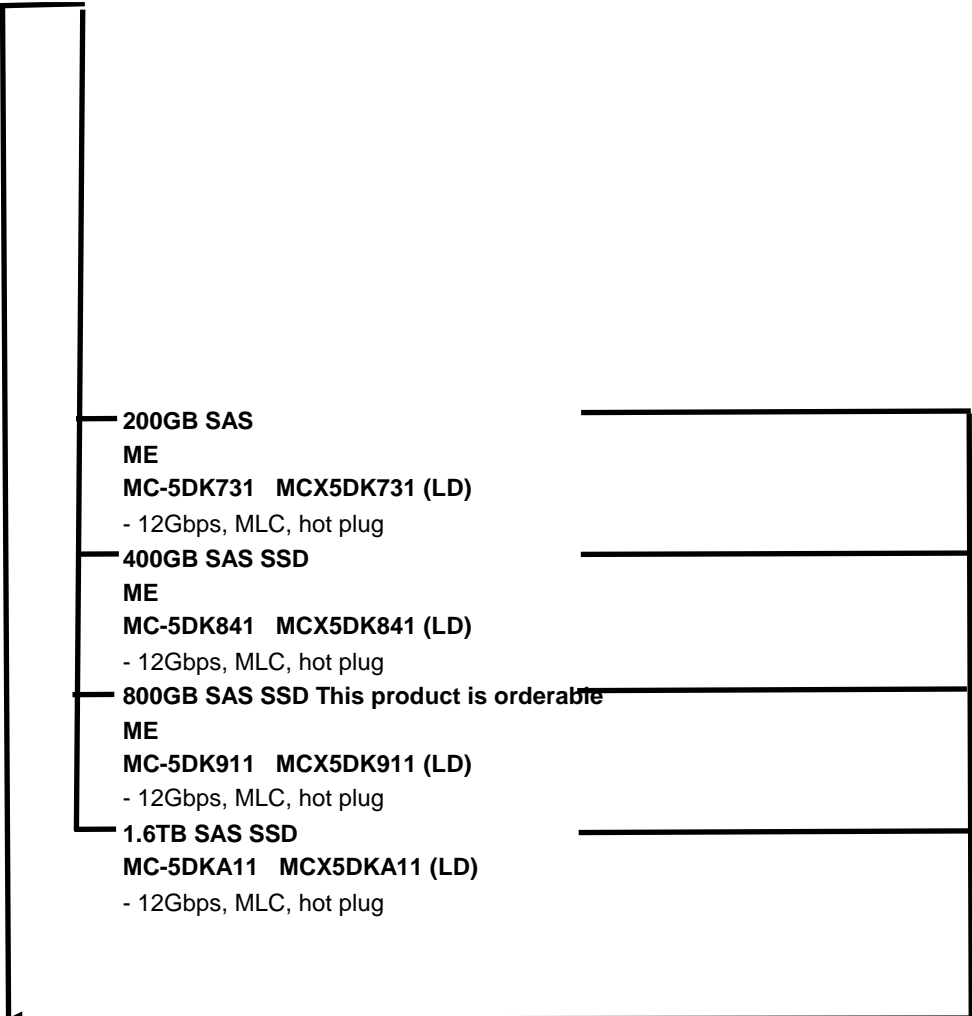 200GB SAS
ME
MC-5DK731 MCX5DK731 (LD)
- 12Gbps, MLC, hot plug
400GB SAS SSD
ME
MC-5DK841 MCX5DK841 (LD)
- 12Gbps, MLC, hot plug
800GB SAS SSD This product is orderable
ME
MC-5DK911 MCX5DK911 (LD)
- 12Gbps, MLC, hot plug
1.6TB SAS SSD
MC-5DKA11 MCX5DKA11 (LD)
- 12Gbps, MLC, hot plug